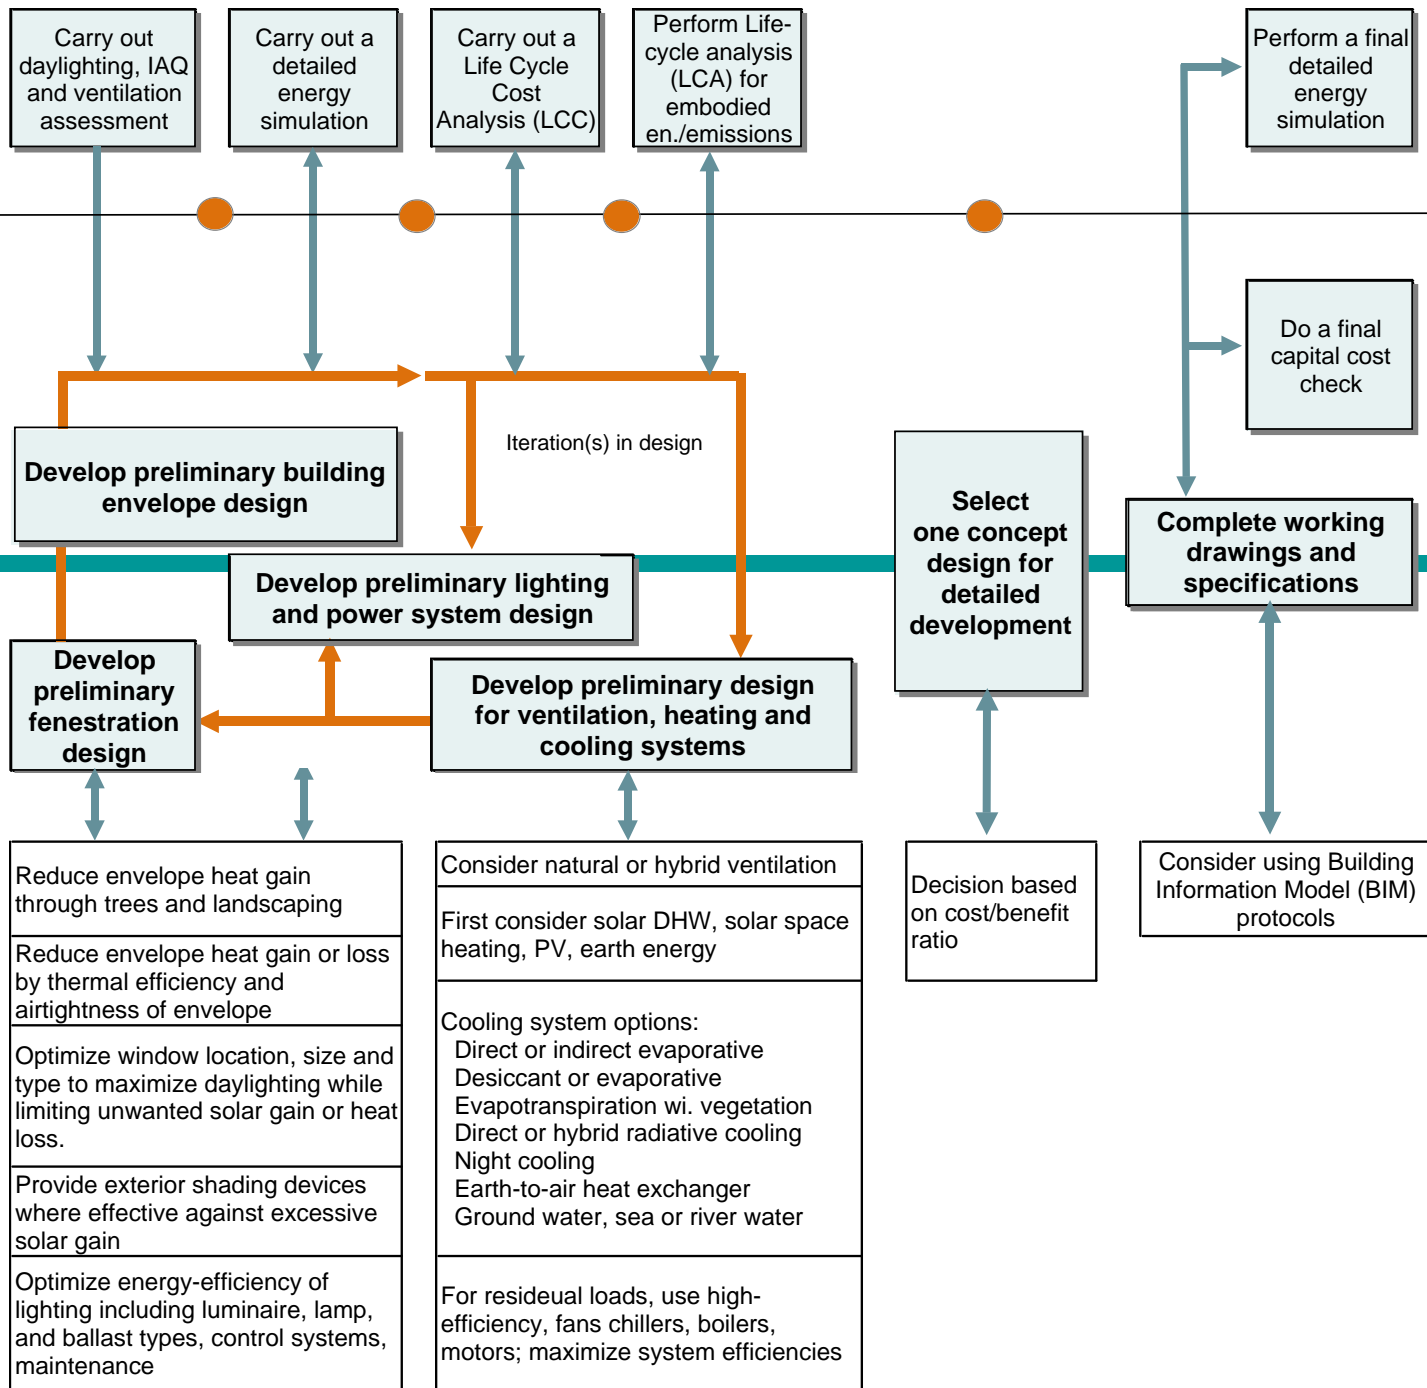 Carry out
daylighting, IAQ
and ventilation
assessment
Carry out a
detailed
energy
simulation
Carry out a
Life Cycle
Cost
Analysis (LCC)
Perform Life-
cycle analysis
(LCA) for
embodied
en./emissions
Perform a final
detailed
energy
simulation
Do a final
capital cost
check
Iteration(s) in design
Develop preliminary building
envelope design
Develop preliminary lighting
and power system design
Develop
preliminary
fenestration
design
Develop preliminary design
for ventilation, heating and
cooling systems
Select
one concept
design for
detailed
development
Complete working
drawings and
specifications
Reduce envelope heat gain
through trees and landscaping
Reduce envelope heat gain or loss
by thermal efficiency and
airtightness of envelope
Optimize window location, size and
type to maximize daylighting while
limiting unwanted solar gain or heat
loss.
Provide exterior shading devices
where effective against excessive
solar gain
Optimize energy-efficiency of
lighting including luminaire, lamp,
and ballast types, control systems,
maintenance
Consider natural or hybrid ventilation
First consider solar DHW, solar space
heating, PV, earth energy
Cooling system options:
Direct or indirect evaporative
Desiccant or evaporative
Evapotranspiration wi. vegetation
Direct or hybrid radiative cooling
Night cooling
Earth-to-air heat exchanger
Ground water, sea or river water
For resideual loads, use high-
efficiency, fans chillers, boilers,
motors; maximize system efficiencies
Decision based
on cost/benefit
ratio
Consider using Building
Information Model (BIM)
protocols